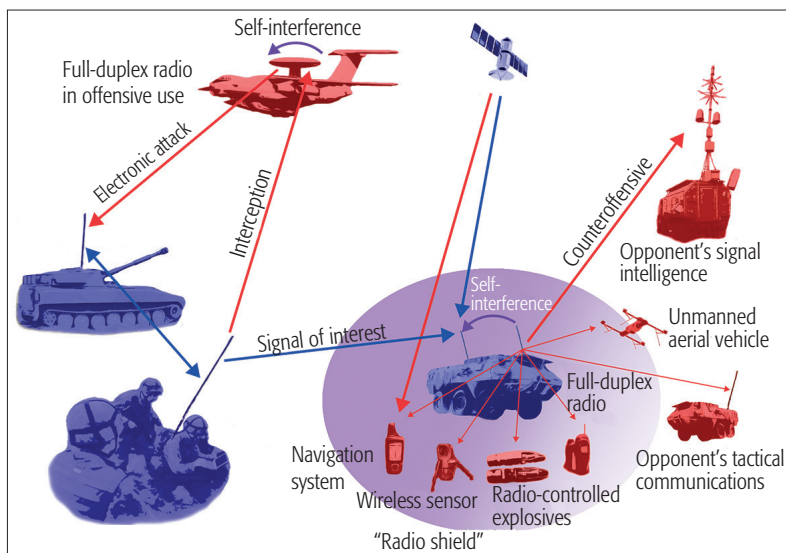 Self-interference
Full-duplex radio
in offensive use
Electronic attack
Interception
Counteroffensive
Opponent's signal
intelligence
Self-
interference
Signal of interest
Unmanned
aerial vehicle
Full-duplex
radio
Navigation
system
Wireless sensor
Radio-controlled
explosives
Opponent's tactical
communications
"Radio shield"